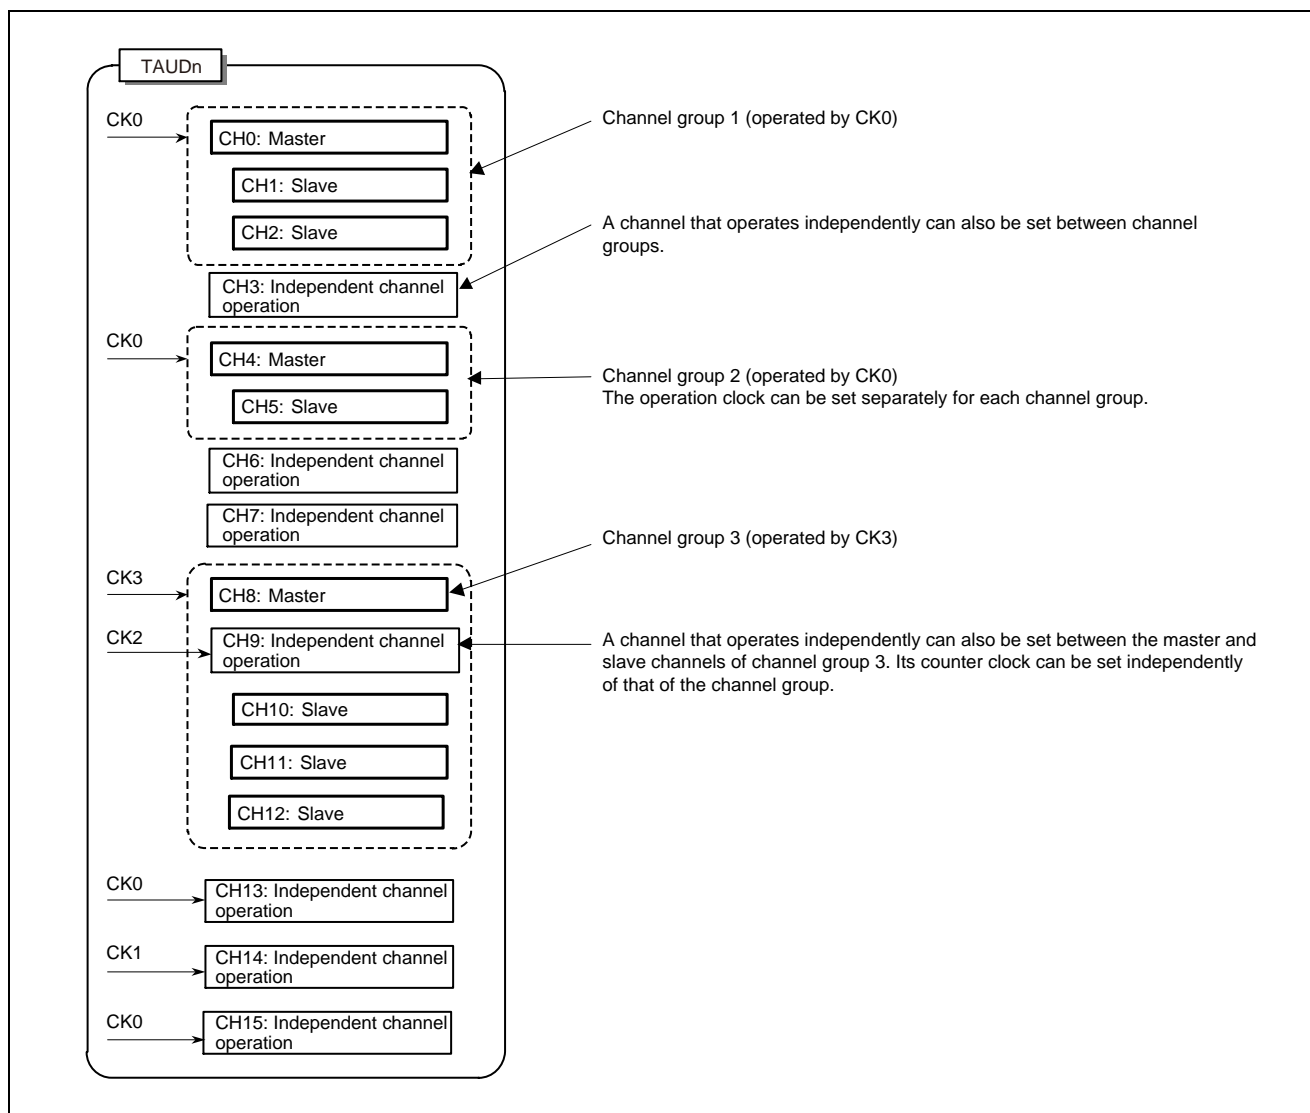 TAUDn
CK0
CH0: Master
Channel group 1 (operated by CK0)
CH1: Slave
CH2: Slave
A channel that operates independently can also be set between channel
groups.
CH3: Independent channel
operation
CK0
CH4: Master
Channel group 2 (operated by CK0)
The operation clock can be set separately for each channel group.
CH5: Slave
CH6: Independent channel
operation
CH7: Independent channel
operation
Channel group 3 (operated by CK3)
CK3
CH8: Master
CK2
CH9: Independent channel
operation
A channel that operates independently can also be set between the master and
slave channels of channel group 3. Its counter clock can be set independently
of that of the channel group.
CH10: Slave
CH11: Slave
CH12: Slave
CK0
CH13: Independent channel
operation
CK1
CH14: Independent channel
operation
CK0
CH15: Independent channel
operation